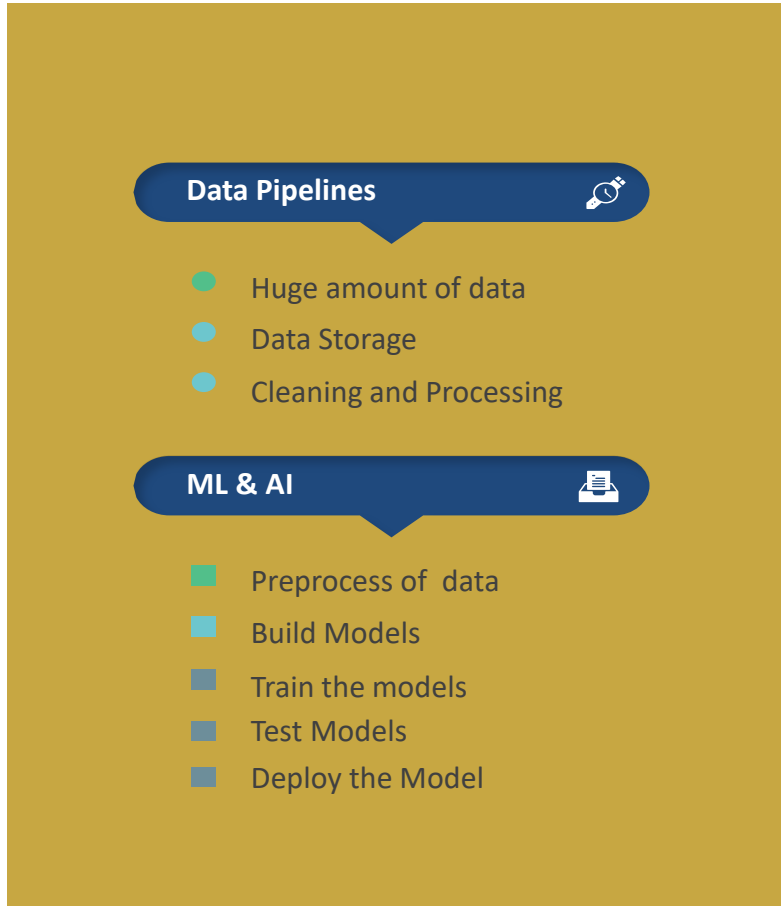 Data Pipelines
Huge amount of data
Data Storage
Cleaning and Processing
ML & AI
Preprocess of  data
Build Models
Train the models
Test Models
Deploy the Model